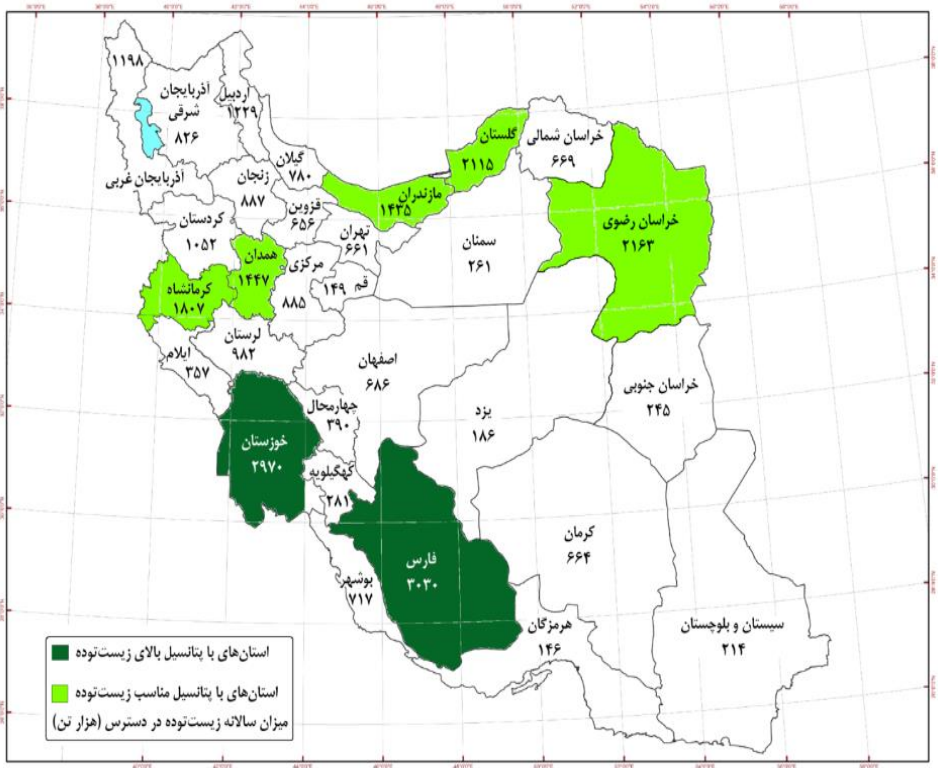 ۱۱۹۸
آذربایجان
شرقی
۸۲۶
اردبیل
۱۲۲۹
گیلان
۷۸۰
آذربایجان غربی
زنجان
۸۸۷
قزوین
۶۵۶
مازندران
۱۴۳۵
گلستان
۲۱۱۵
خراسان شمالی
۶۶۹
خراسان رضوی
۲۱۶۳
کردستان
۱۰۵۲
همدان
۱۴۴۷
تهران
۶۶۱
سمنان
۲۶۱
مرکزی
۸۸۵
قم
۱۴۹
کرمانشاه
۱۸۰۷
لرستان
۹۸۲
ایلام
۳۵۷
اصفهان
۶۸۶
خراسان جنوبی
۲۴۵
یزد
۱۸۶
چهارمحال
۳۹۰
خوزستان
۲۹۷۰
کهگیلویه
۲۸۱
فارس
۳۰۳۰
کرمان
۶۶۴
بوشهر
۷۱۷
هرمزگان
۱۴۶
سیستان و بلوچستان
۲۱۴
استان‌های با پتانسیل بالای زیست‌توده
استان‌های با پتانسیل مناسب زیست‌توده
میزان سالانه زیست‌توده در دسترس (هزار تن)